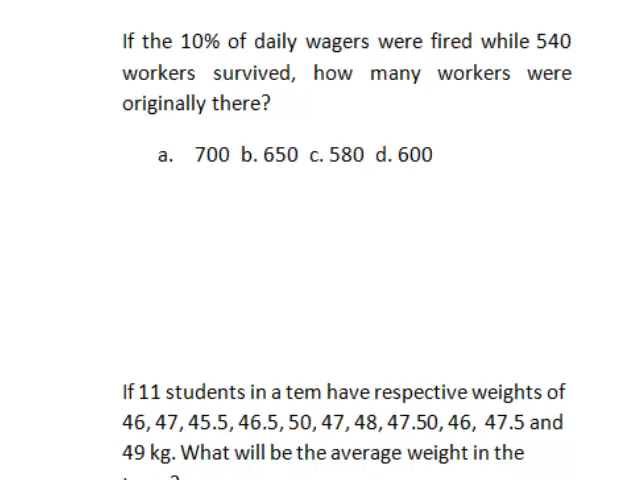 If the 10% of daily wagers were fired while 540
workers survived, how many workers were
originally there?
a. 700 b. 650 c. 580 d. 600
If 11 students in a tem have respective weights of
46, 47, 45.5, 46.5, 50, 47, 48, 47.50, 46, 47.5 and
49 kg. What will be the average weight in the